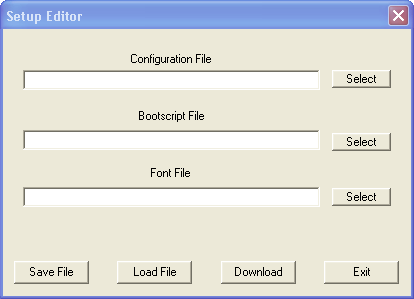 Setup Editor
Configuration File
Select
Bootscript File
Select
Font File
Select
Save File Load File Download Exit